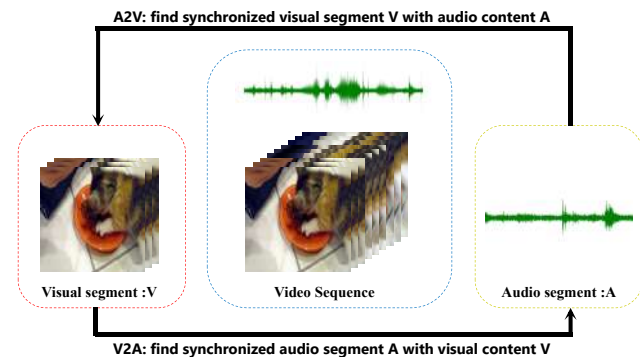 A2V: find synchronized visual segment V with audio content A
Visual segment :V
Video Sequence
Audio segment :A
V2A: find synchronized audio segment A with visual content V